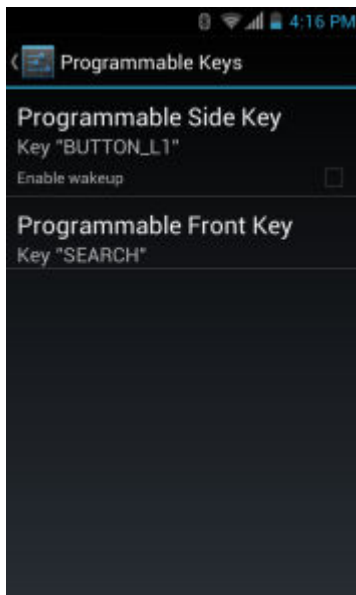 4:16 PM
Programmable Keys
Programmable Side Key
Key "BUTTON_L1"
Enable wakeup
Programmable Front Key
Key "SEARCH"